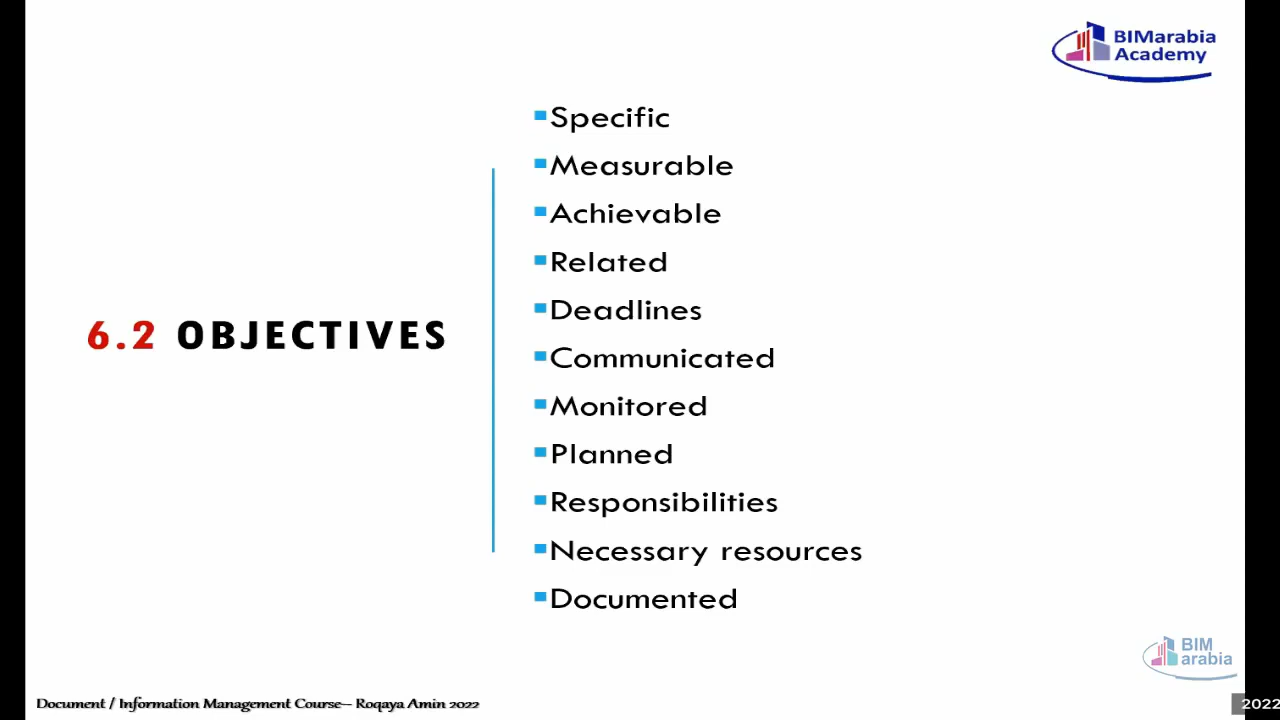 BIMarabia
Academy
Specific
Measurable
Achievable
Related
Deadlines
Communicated
Monitored
Planned
Responsibilities
Necessary resources
Documented
6.2 OBJECTIVES
BIM
arabia
Document / Information Management Course-- Roqaya Amin 2022
2022